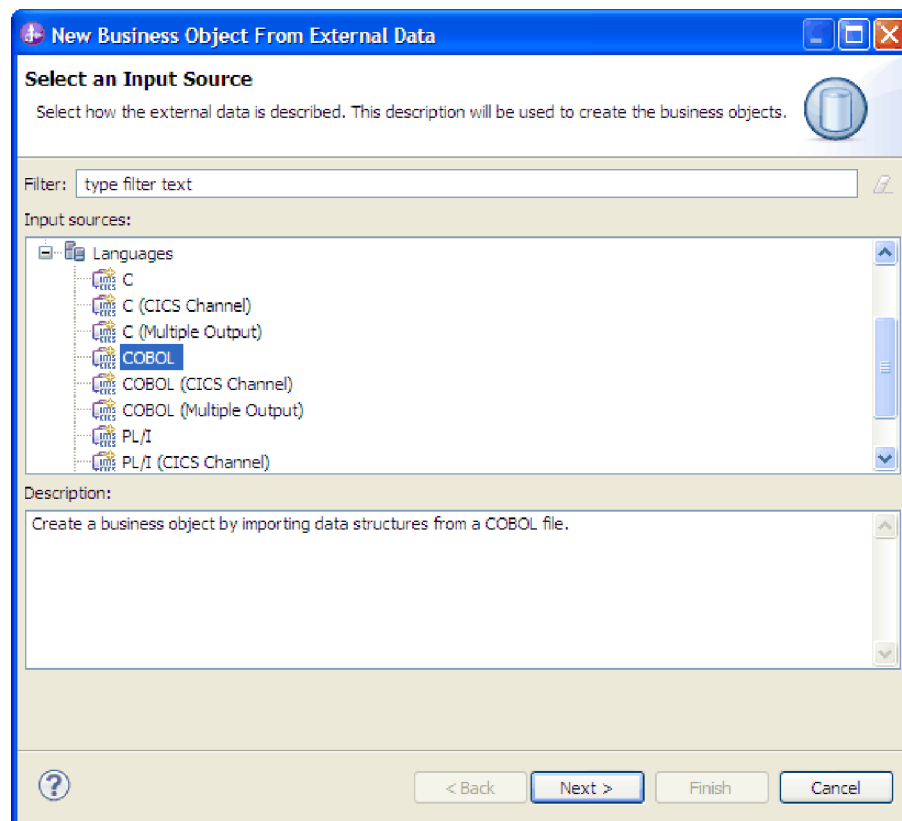 New Business Object From External Data
Select an Input Source
Select how the external data is described. This description will be used to create the business objects.
Filter: type filter text
Input sources:
Languages
C
C (CICS Channel)
C (Multiple Output)
COBOL
COBOL (CICS Channel)
COBOL (Multiple Output)
PL/I
PL/I (CICS Channel)
Description:
Create a business object by importing data structures from a COBOL file.
? < Back Next > Finish Cancel